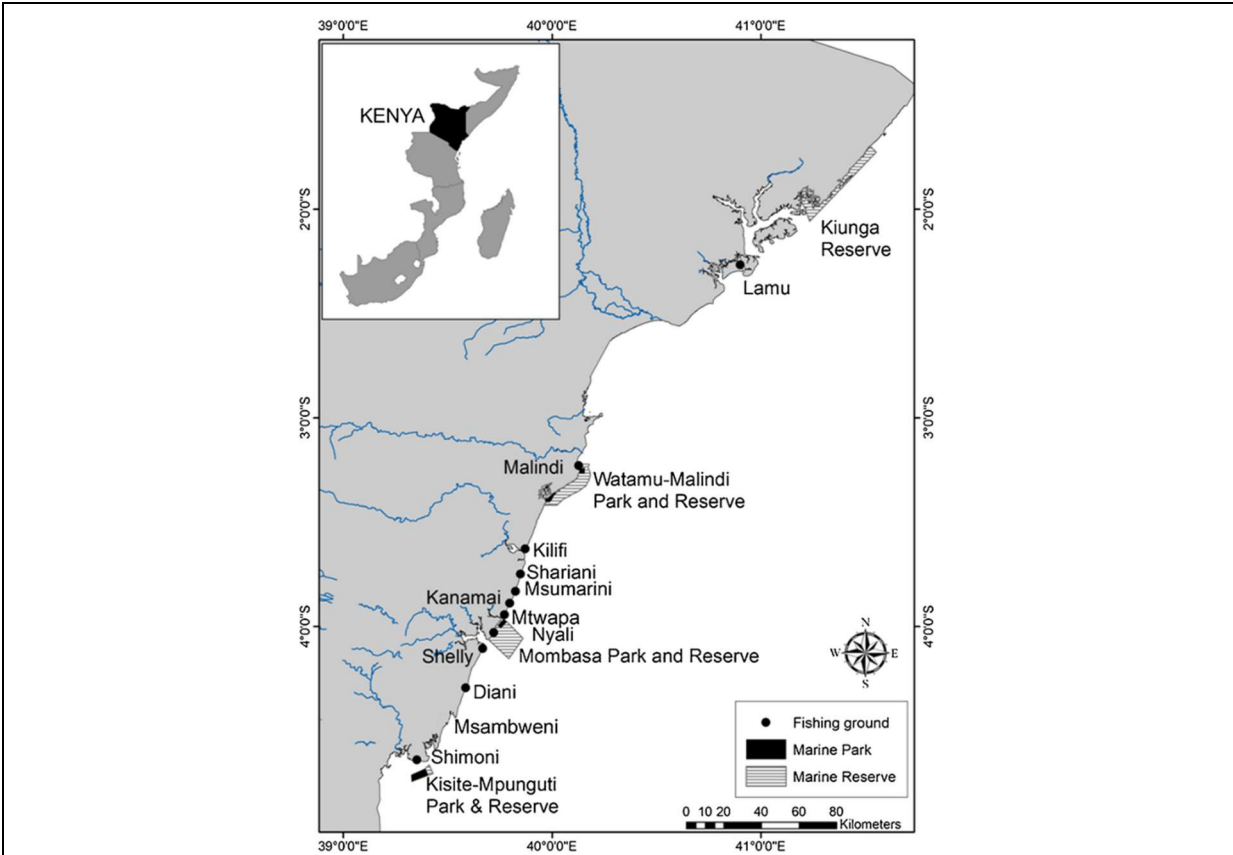 39°0'0"E
40°0'0"E
41°0'0"E
KENYA
2°0'0"S
2°0'0"S
Kiunga
Reserve
Lamu
3°0'0"S
3°0'0"S
Malindi
Watamu-Malindi
Park and Reserve
Kilifi
Shariani
Msumarini
Kanamai
Mtwapa
4°0'0"S
4°0'0"S
Nyali
Shelly
Mombasa Park and Reserve
N
W
E
S
Diani
Msambweni
Shimoni
Kisite-Mpunguti
Park & Reserve
Fishing ground
Marine Park
Marine Reserve
0 10 20 40 60 80
Kilometers
39°0'0"E
40°0'0"E
41°0'0"E